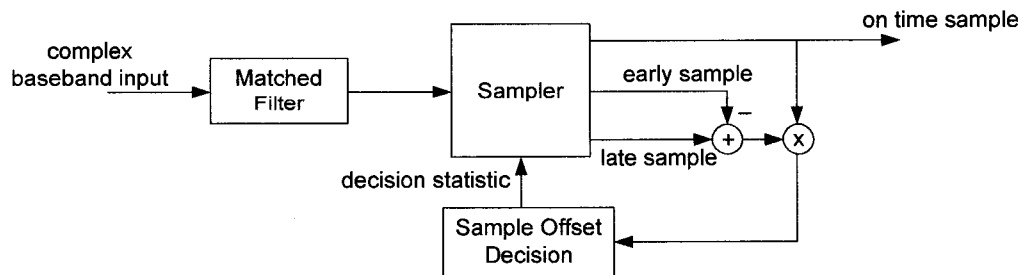 on time sample
complex
baseband input
Matched
Filter
Sampler
early sample
−
+
x
late sample
decision statistic
Sample Offset
Decision